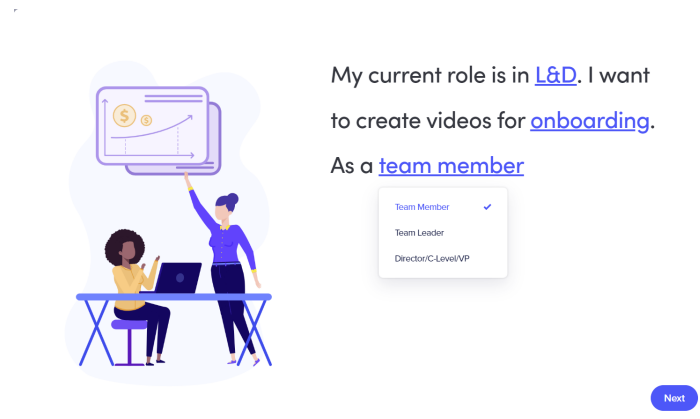 My current role is in L&D. I want
to create videos for onboarding.
As a team member
Team Member
Team Leader
Director/C-Level/VP
$
$
Next